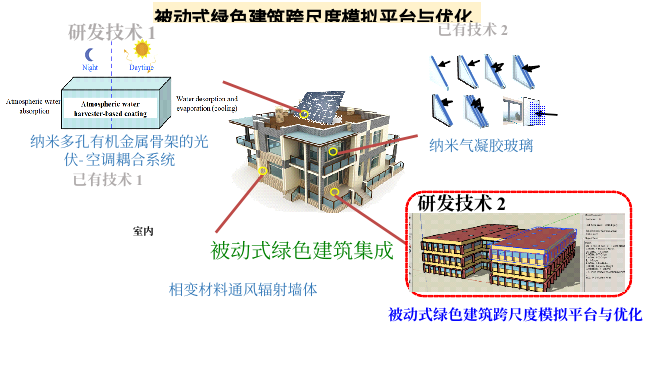 被动式绿色建筑跨尺度模拟平台与优化
研发技术 1
已有技术 2
Night
Daytime
Atmospheric water
absorption
Atmospheric water
harvester-based coating
Water desorption and
evaporation (cooling)
纳米多孔有机金属骨架的光
伏-空调耦合系统
已有技术 1
纳米气凝胶玻璃
研发技术 2
室内
被动式绿色建筑集成
相变材料通风辐射墙体
被动式绿色建筑跨尺度模拟平台与优化